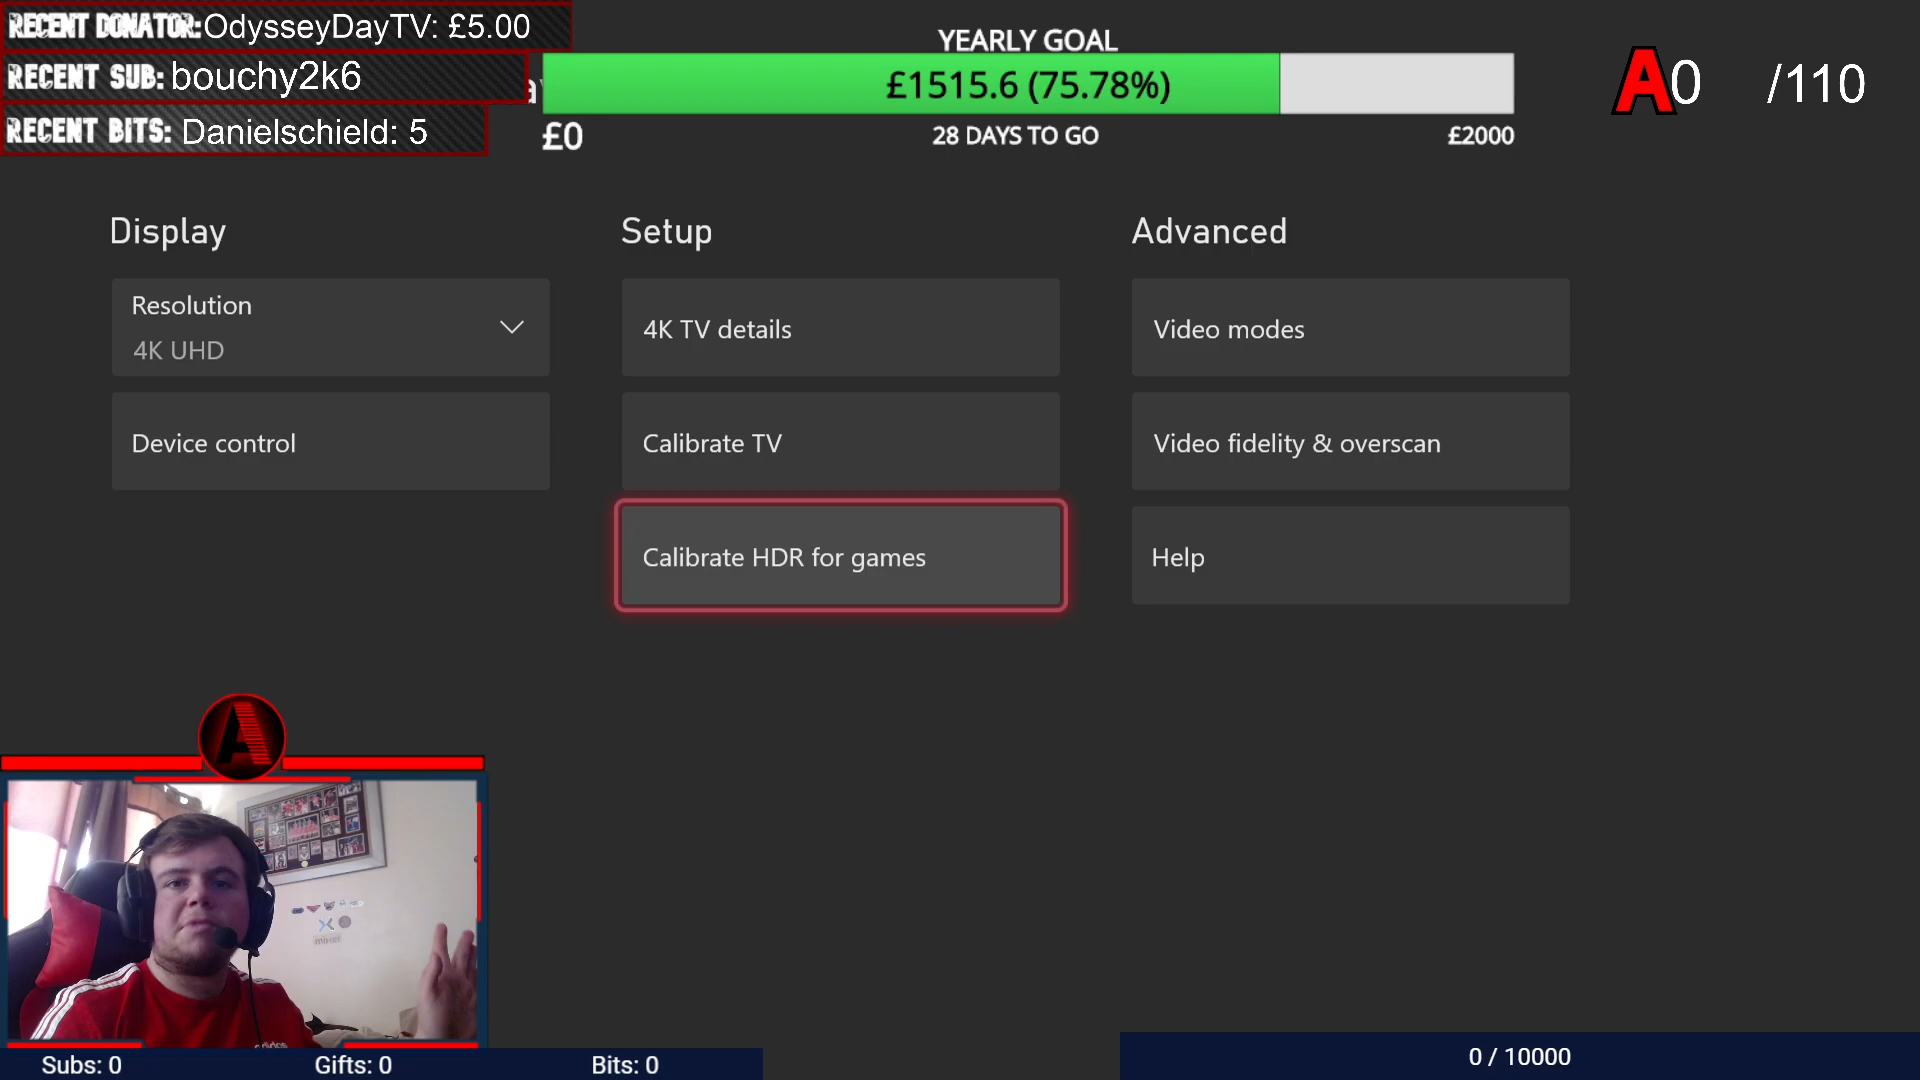 RECENT DONATOR: OdysseyDayTV: £5.00
RECENT SUB: bouchy2k6
RECENT BITS: Danielschield: 5
YEARLY GOAL
£1515.6 (75.78%)
£0
28 DAYS TO GO
£2000
A0 /110
Display
Resolution
4K UHD
Device control
Setup
4K TV details
Calibrate TV
Calibrate HDR for games
Advanced
Video modes
Video fidelity & overscan
Help
A
adidas
Subs: 0
Gifts: 0
Bits: 0
0 / 10000